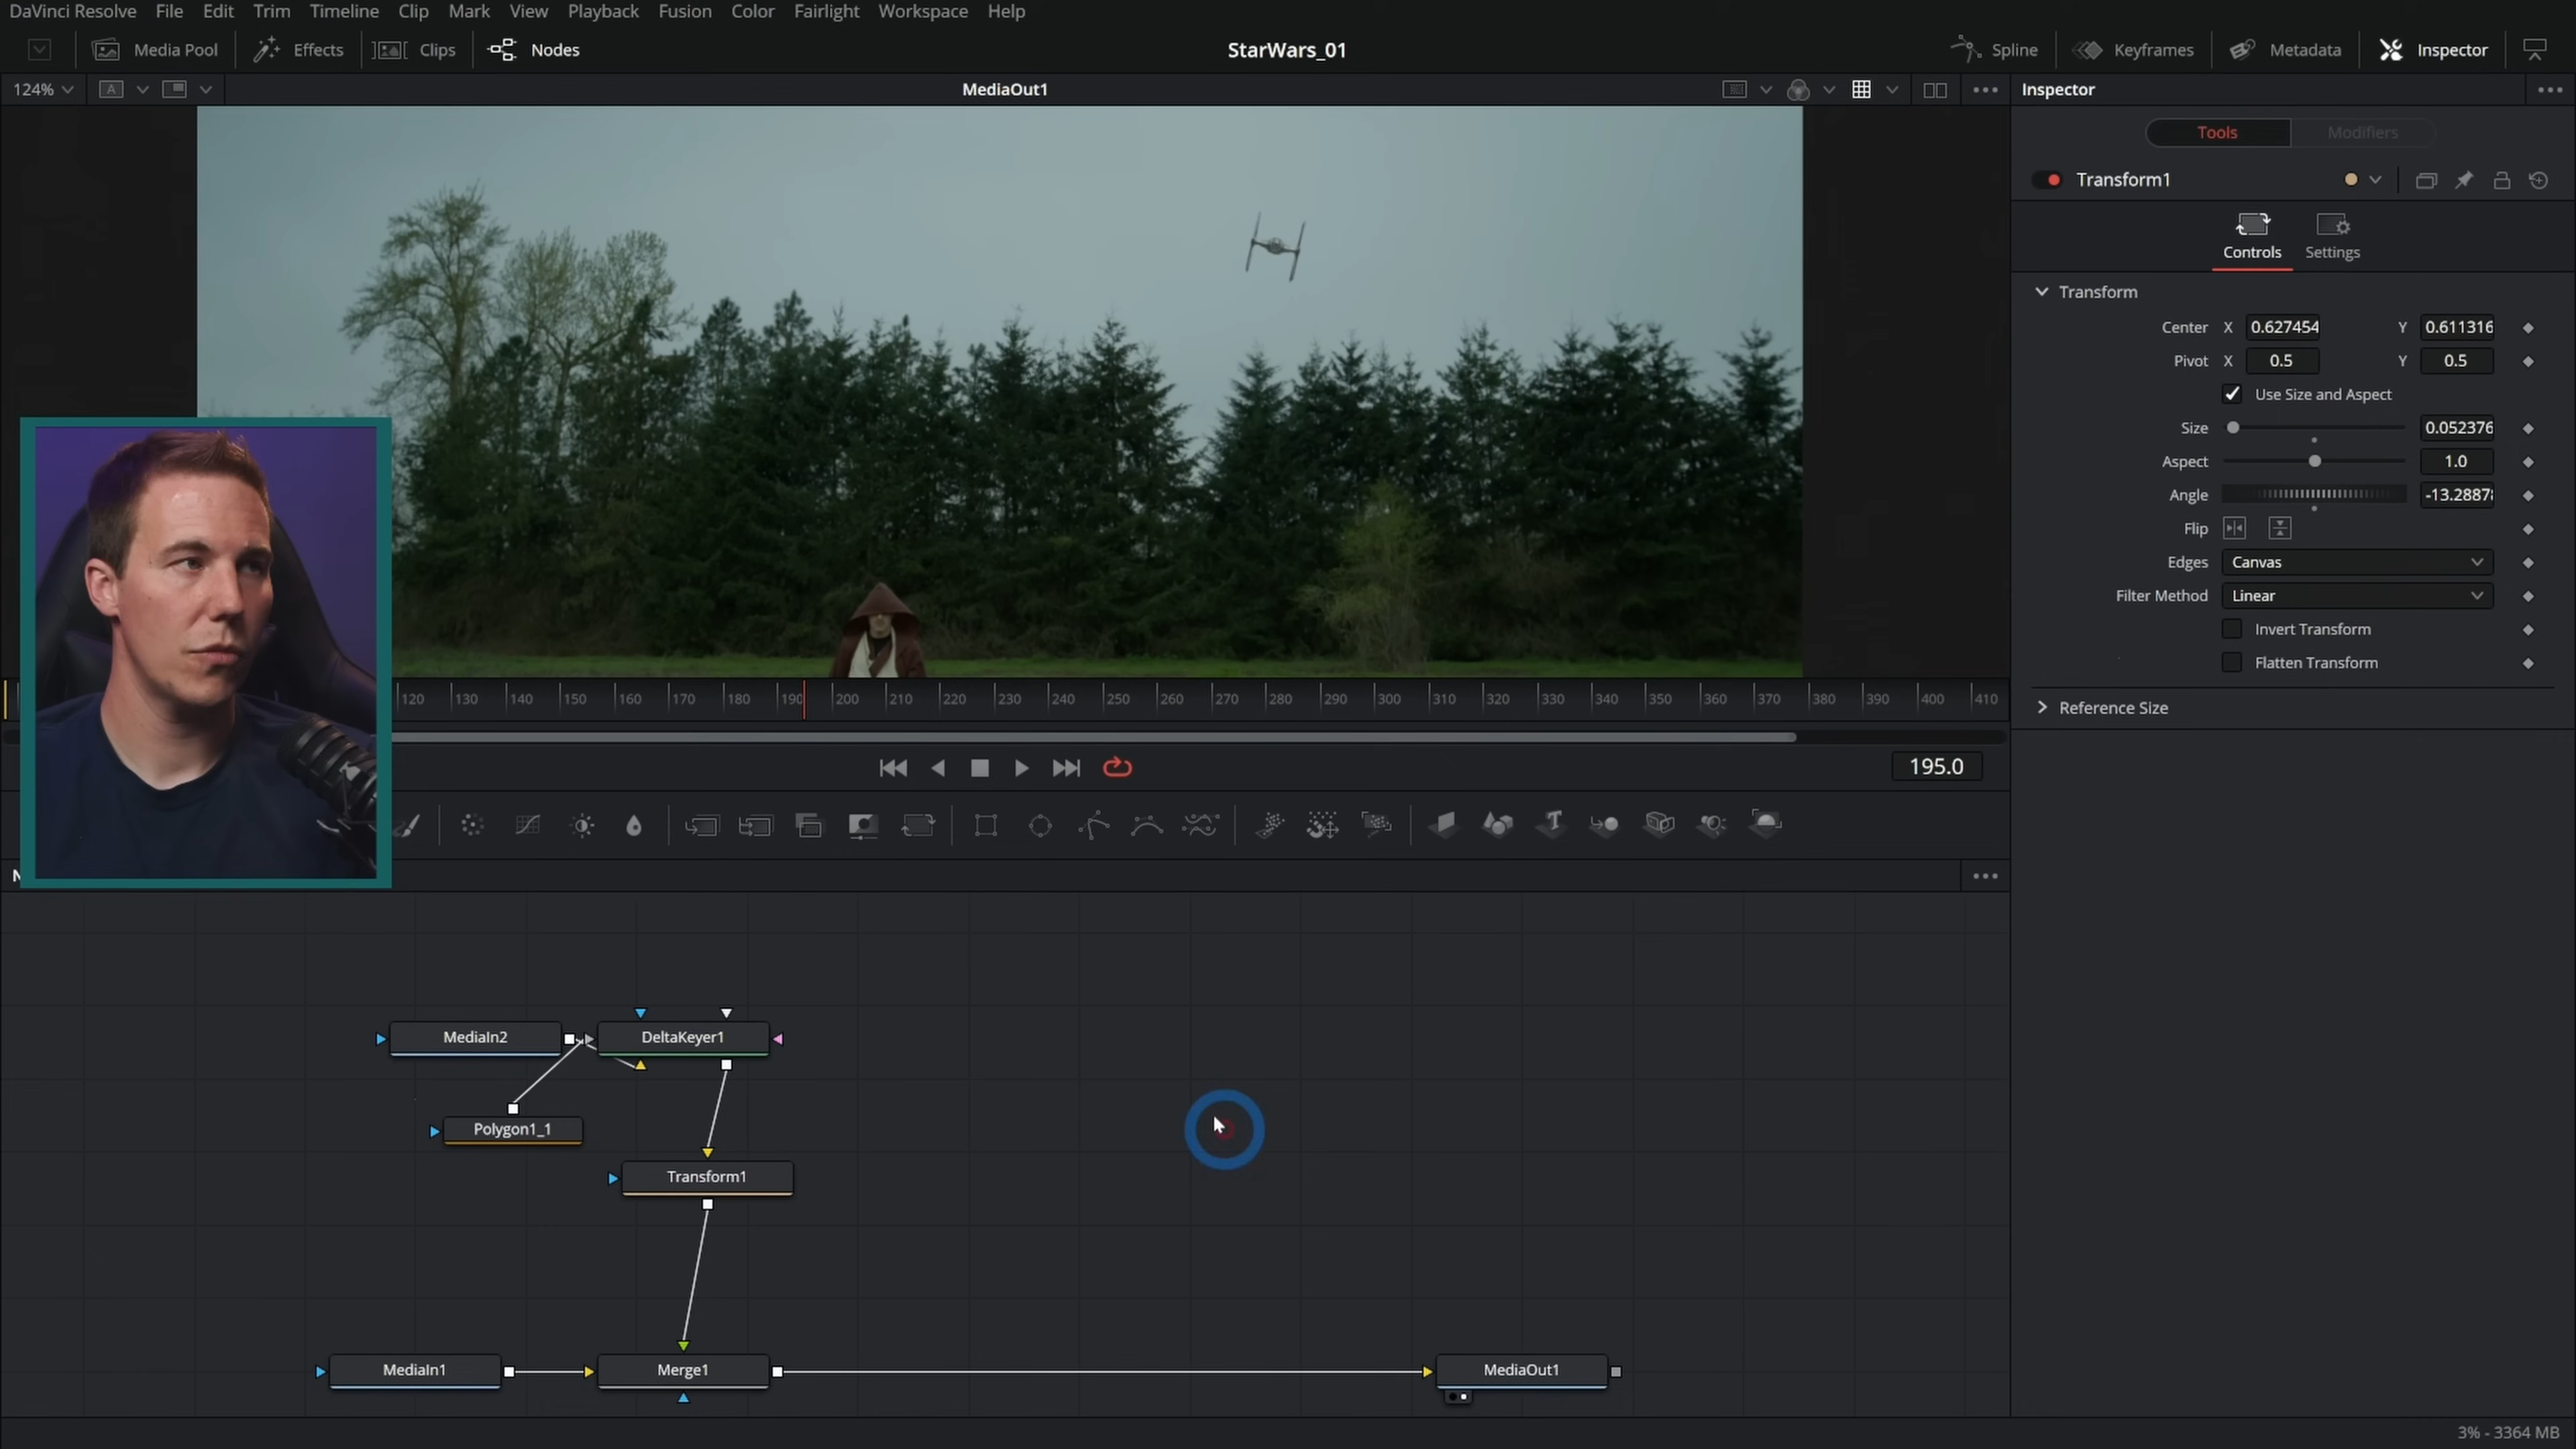 DaVinci Resolve File Edit Trim Timeline Clip Mark View Playback Fusion Color Fairlight Workspace Help
Media Pool Effects Clips Nodes StarWars_01 Spline Keyframes Metadata Inspector
124% A MediaOut1 Inspector
Tools Modifiers
Transform1
Controls Settings
Transform
Center X 0.627454 Y 0.611316
Pivot X 0.5 Y 0.5
Use Size and Aspect
Size 0.052376
Aspect 1.0
Angle -13.2887
Flip
Edges Canvas
Filter Method Linear
Invert Transform
Flatten Transform
Reference Size
120 130 140 150 160 170 180 190 200 210 220 230 240 250 260 270 280 290 300 310 320 330 340 350 360 370 380 390 400 410
195.0
MediaIn2 DeltaKeyer1
Polygon1_1
Transform1
MediaIn1 Merge1 MediaOut1
3% - 3364 MB